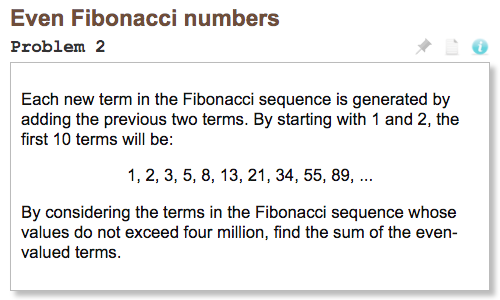 Even Fibonacci numbers
Problem 2
Each new term in the Fibonacci sequence is generated by
adding the previous two terms. By starting with 1 and 2, the
first 10 terms will be:
1, 2, 3, 5, 8, 13, 21, 34, 55, 89, ...
By considering the terms in the Fibonacci sequence whose
values do not exceed four million, find the sum of the even-
valued terms.